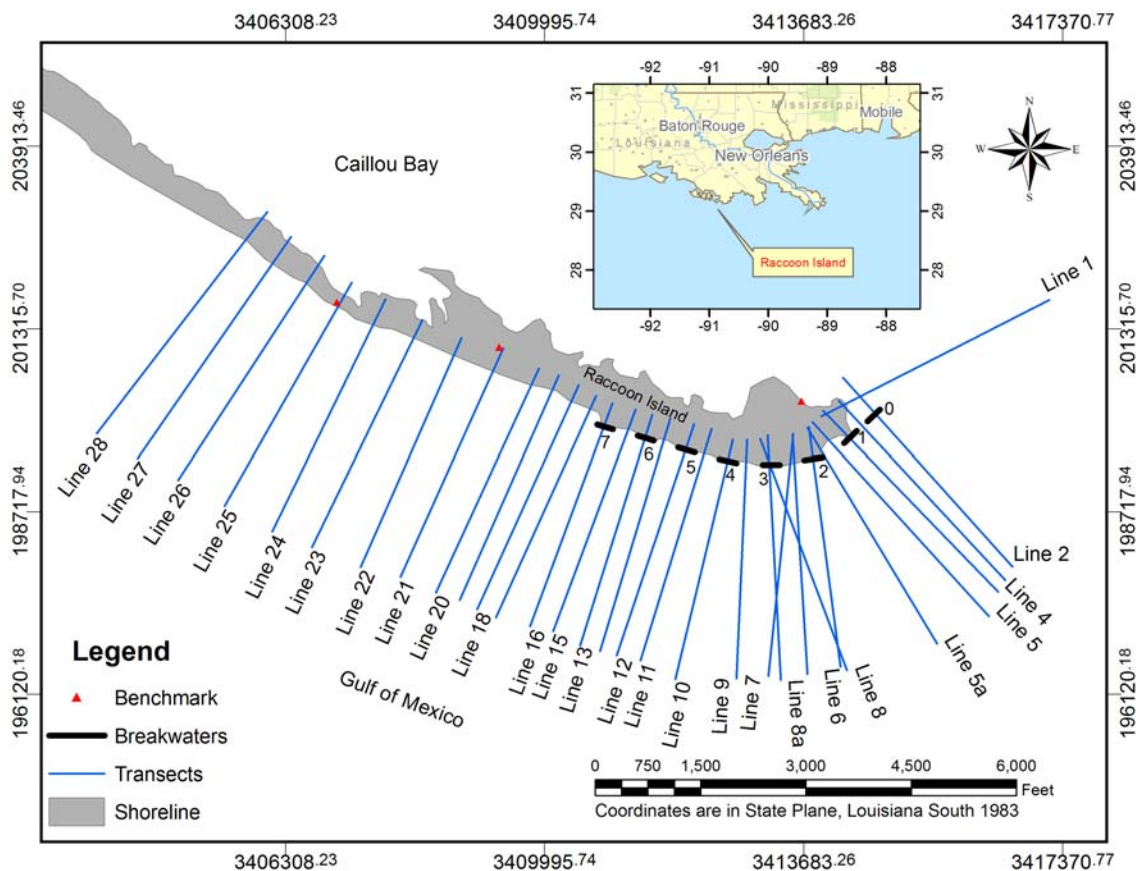 3406308.23 3409995.74 3413683.26 3417370.77
-92 -91 -90 -89 -88
31 31
Mississippi
Mobile
Baton Rouge
Louisiana
New Orleans
30 30
29 29
28 28
Raccoon Island
-92 -91 -90 -89 -88
N
W E
S
203913.46 203913.46
201315.70 201315.70
198717.94 198717.94
196120.18 196120.18
Caillou Bay
Raccoon Island
Line 1
0
1
2
3
4
5
6
7
Line 28
Line 27
Line 26
Line 25
Line 24
Line 23
Line 22
Line 21
Line 20
Line 18
Line 16
Line 15
Line 13
Line 12
Line 11
Line 10
Line 9
Line 7
Line 8a
Line 6
Line 8
Line 5a
Line 5
Line 4
Line 2
Gulf of Mexico
Legend
Benchmark
Breakwaters
Transects
Shoreline
0 750 1,500 3,000 4,500 6,000
Feet
Coordinates are in State Plane, Louisiana South 1983
3406308.23 3409995.74 3413683.26 3417370.77